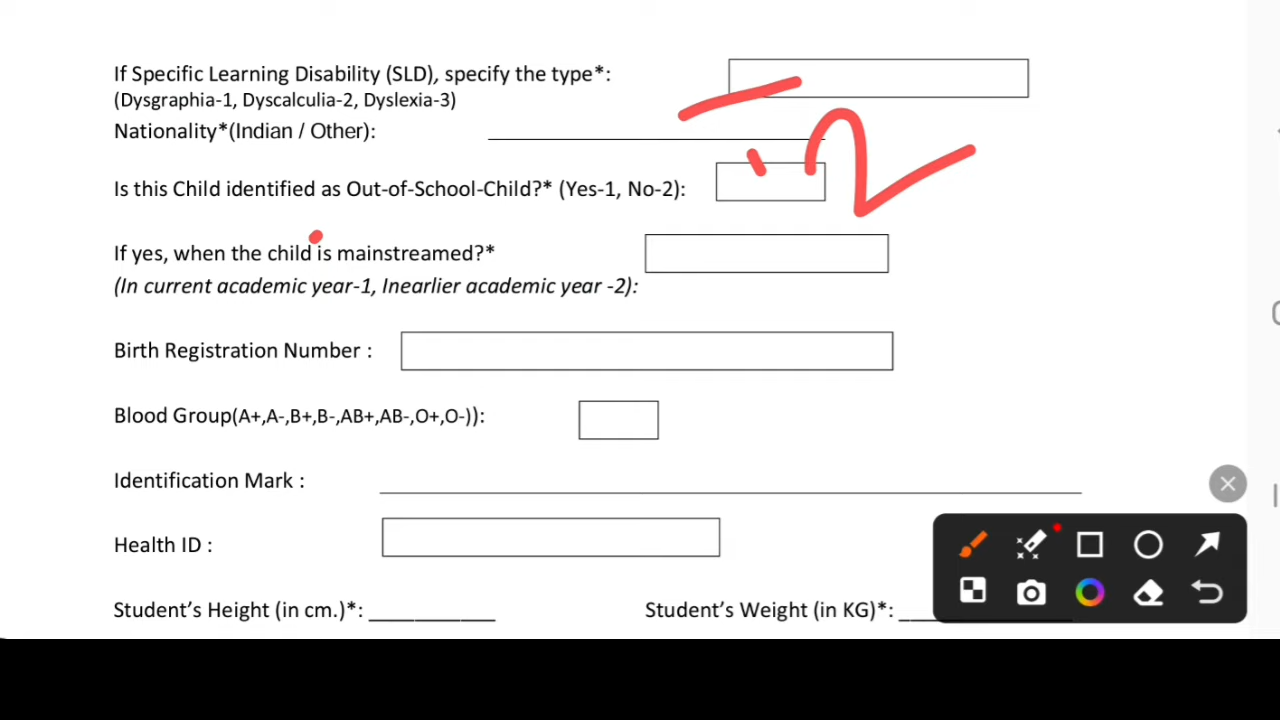 If Specific Learning Disability (SLD), specify the type*:
(Dysgraphia-1, Dyscalculia-2, Dyslexia-3)
Nationality*(Indian / Other):
2
Is this Child identified as Out-of-School-Child?* (Yes-1, No-2):
If yes, when the child is mainstreamed?*
(In current academic year-1, Inearlier academic year -2):
Birth Registration Number :
Blood Group(A+,A-,B+,B-,AB+,AB-,O+,O-)):
Identification Mark :
Health ID :
Student’s Height (in cm.)*: Student’s Weight (in KG)*: